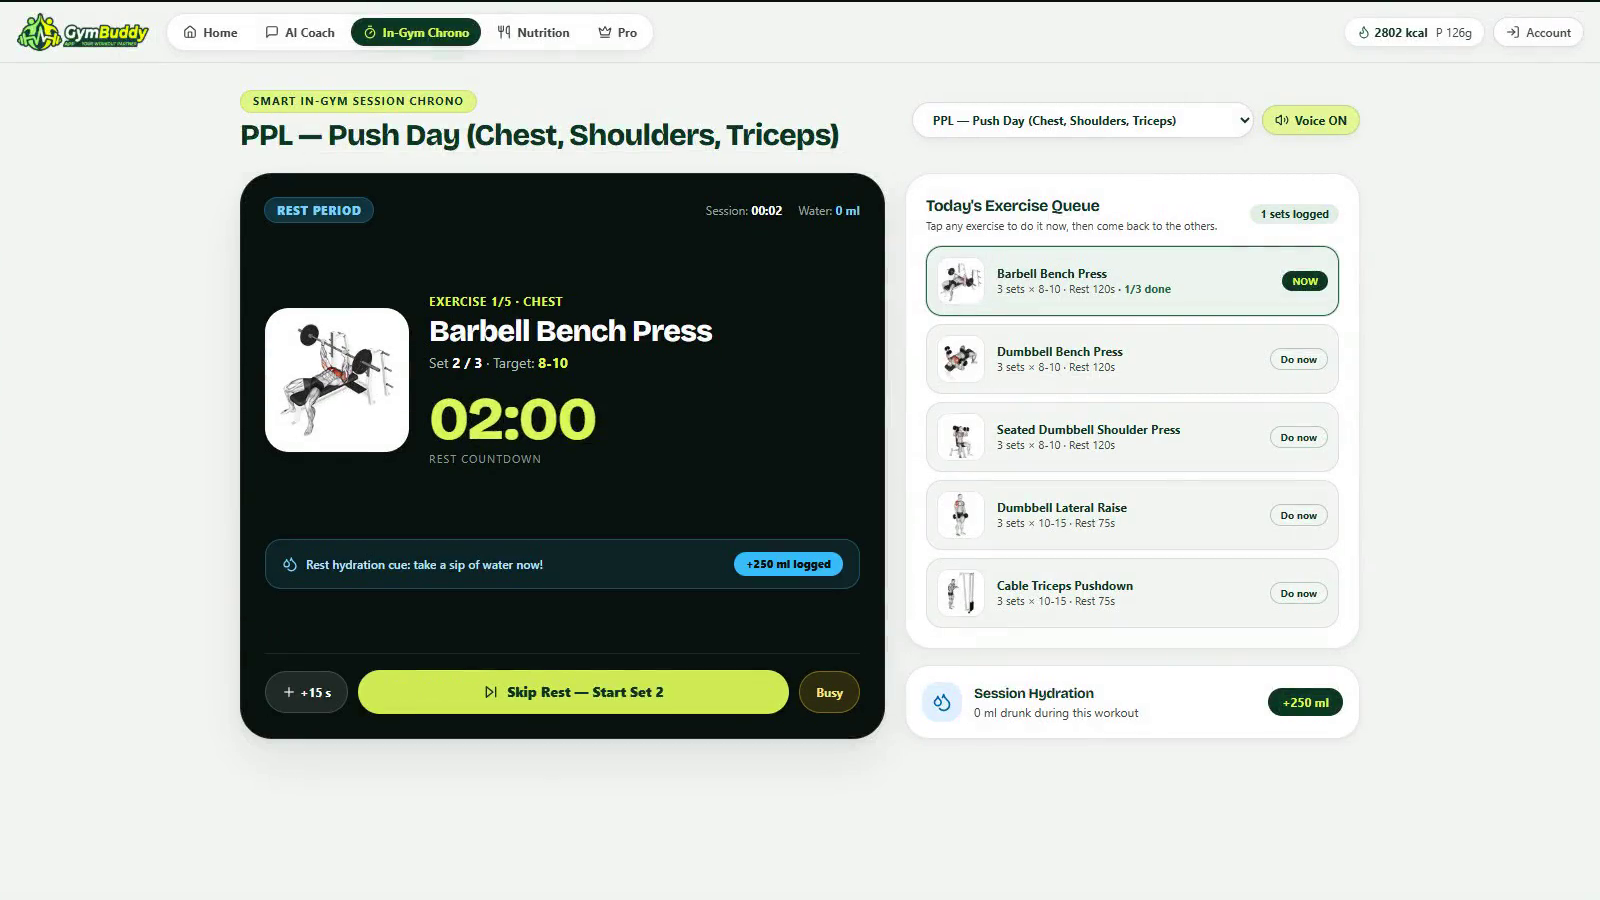 GymBuddy
Home
AI Coach
In-Gym Chrono
Nutrition
Pro
2802 kcal P 126g
Account
SMART IN-GYM SESSION CHRONO
PPL — Push Day (Chest, Shoulders, Triceps)
PPL — Push Day (Chest, Shoulders, Triceps)
Voice ON
REST PERIOD
Session: 00:02
Water: 0 ml
EXERCISE 1/5 · CHEST
Barbell Bench Press
Set 2 / 3 · Target: 8-10
02:00
REST COUNTDOWN
Rest hydration cue: take a sip of water now!
+250 ml logged
+15 s
Skip Rest — Start Set 2
Busy
Today's Exercise Queue
Tap any exercise to do it now, then come back to the others.
1 sets logged
Barbell Bench Press
3 sets × 8-10 · Rest 120s · 1/3 done
NOW
Dumbbell Bench Press
3 sets × 8-10 · Rest 120s
Do now
Seated Dumbbell Shoulder Press
3 sets × 8-10 · Rest 120s
Do now
Dumbbell Lateral Raise
3 sets × 10-15 · Rest 75s
Do now
Cable Triceps Pushdown
3 sets × 10-15 · Rest 75s
Do now
Session Hydration
0 ml drunk during this workout
+250 ml